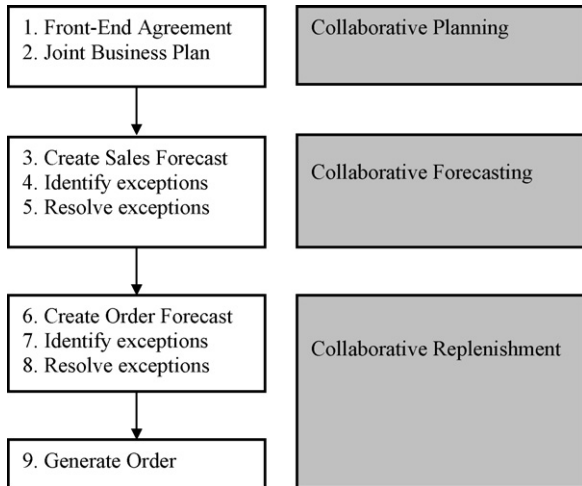 1. Front-End Agreement
2. Joint Business Plan
Collaborative Planning
3. Create Sales Forecast
4. Identify exceptions
5. Resolve exceptions
Collaborative Forecasting
6. Create Order Forecast
7. Identify exceptions
8. Resolve exceptions
Collaborative Replenishment
9. Generate Order